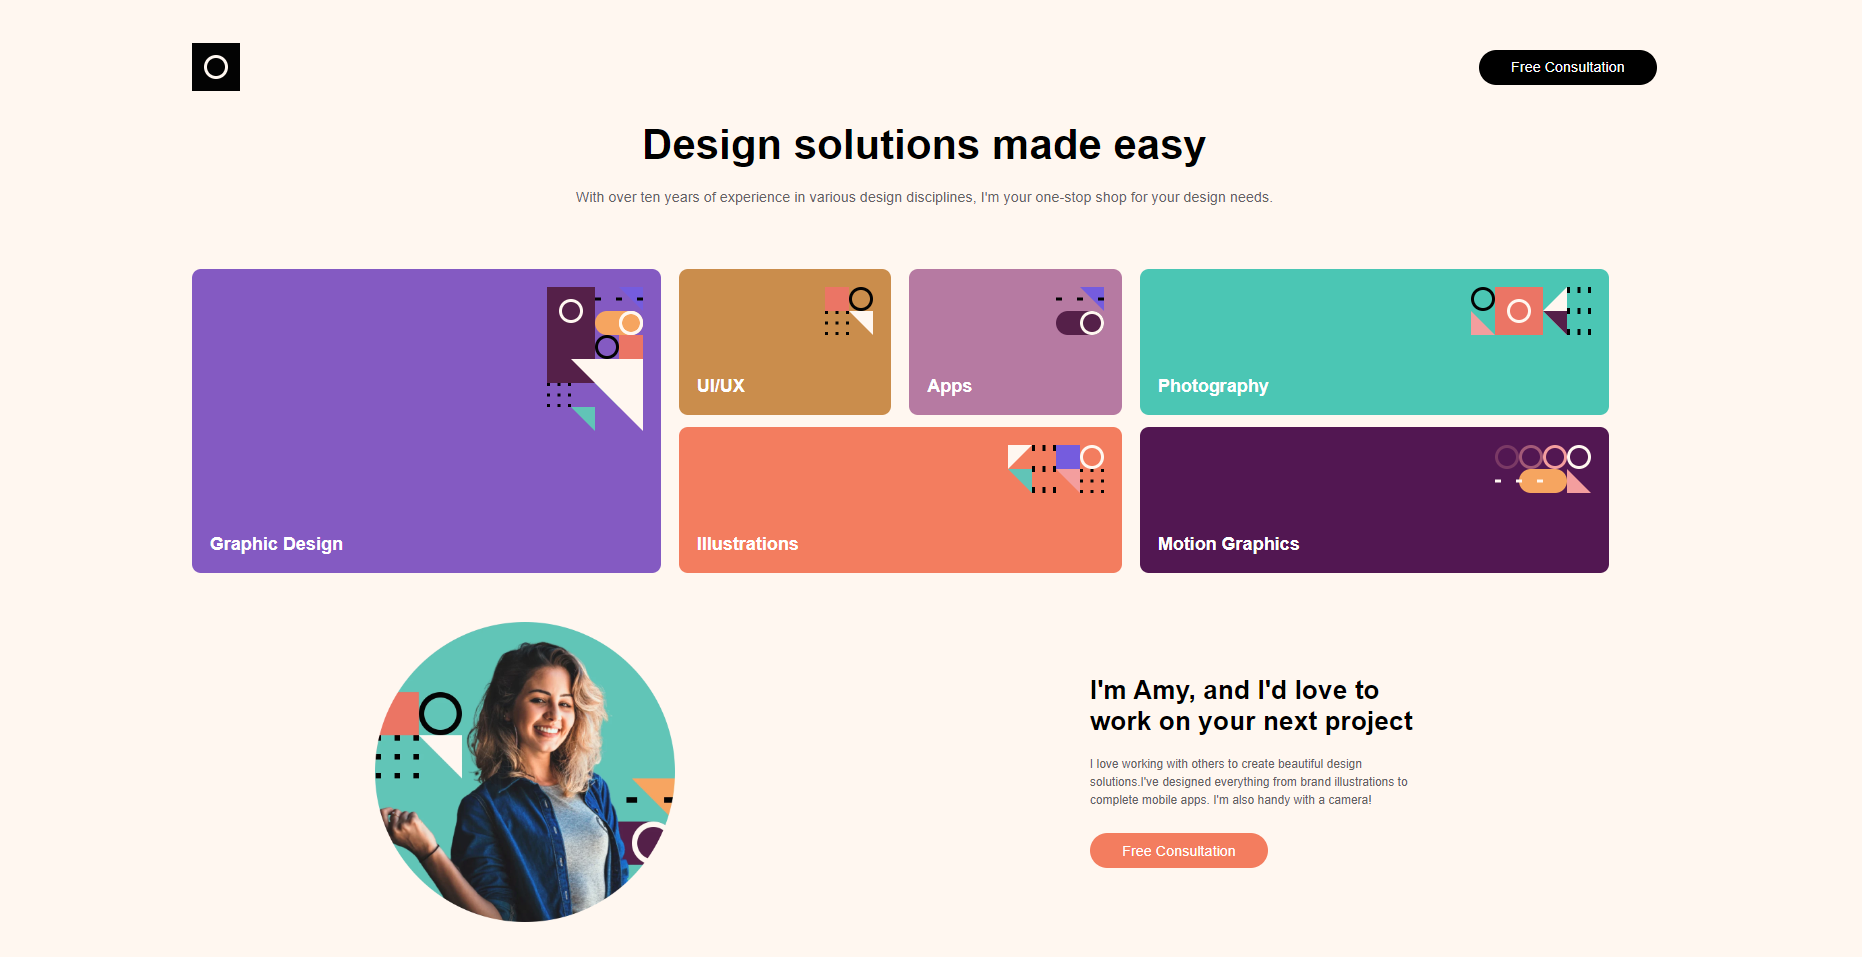 Free Consultation
Design solutions made easy
With over ten years of experience in various design disciplines, I'm your one-stop shop for your design needs.
Graphic Design
UI/UX
Apps
Photography
Illustrations
Motion Graphics
I'm Amy, and I'd love to
work on your next project
I love working with others to create beautiful design
solutions.I've designed everything from brand illustrations to
complete mobile apps. I'm also handy with a camera!
Free Consultation